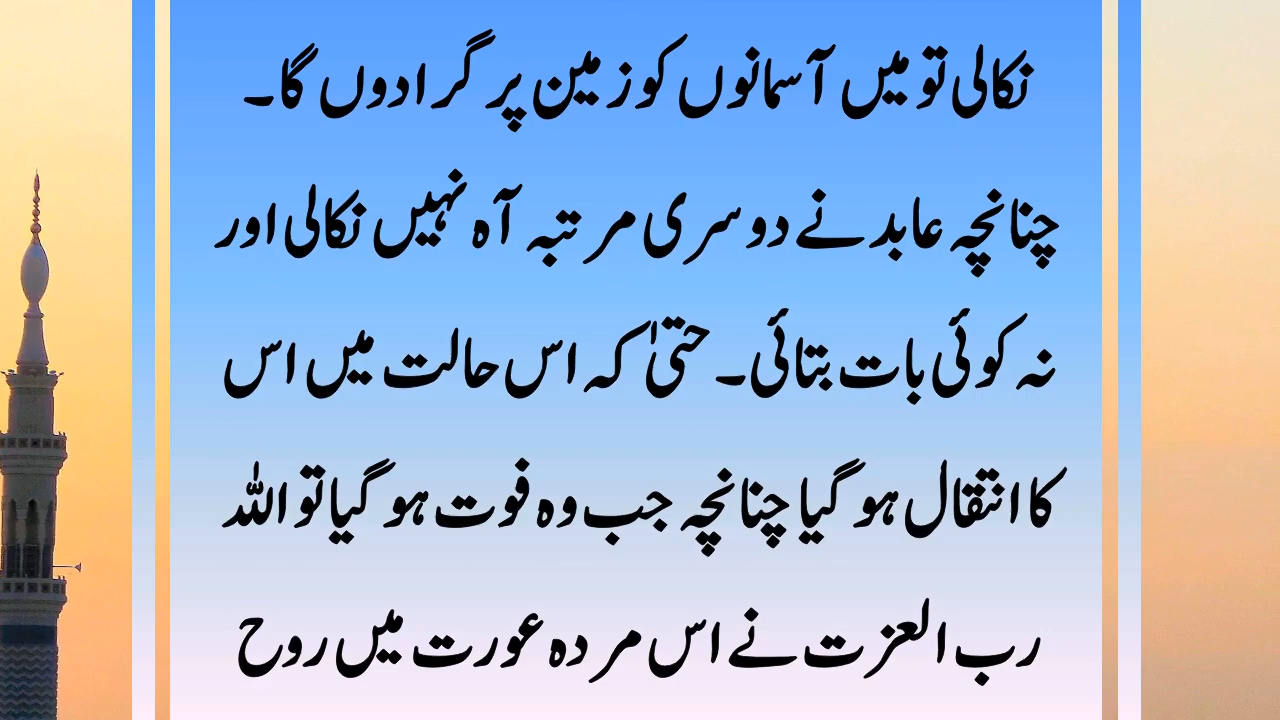 نکالی تو میں آسمانوں کو زمین پر گرا دوں گا۔
چنانچہ عابد نے دوسری مرتبہ آہ نہیں نکالی اور
نہ کوئی بات بتائی۔ حتیٰ کہ اس حالت میں اس
کا انتقال ہو گیا چنانچہ جب وہ فوت ہو گیا تو اللہ
رب العزت نے اس مردہ عورت میں روح